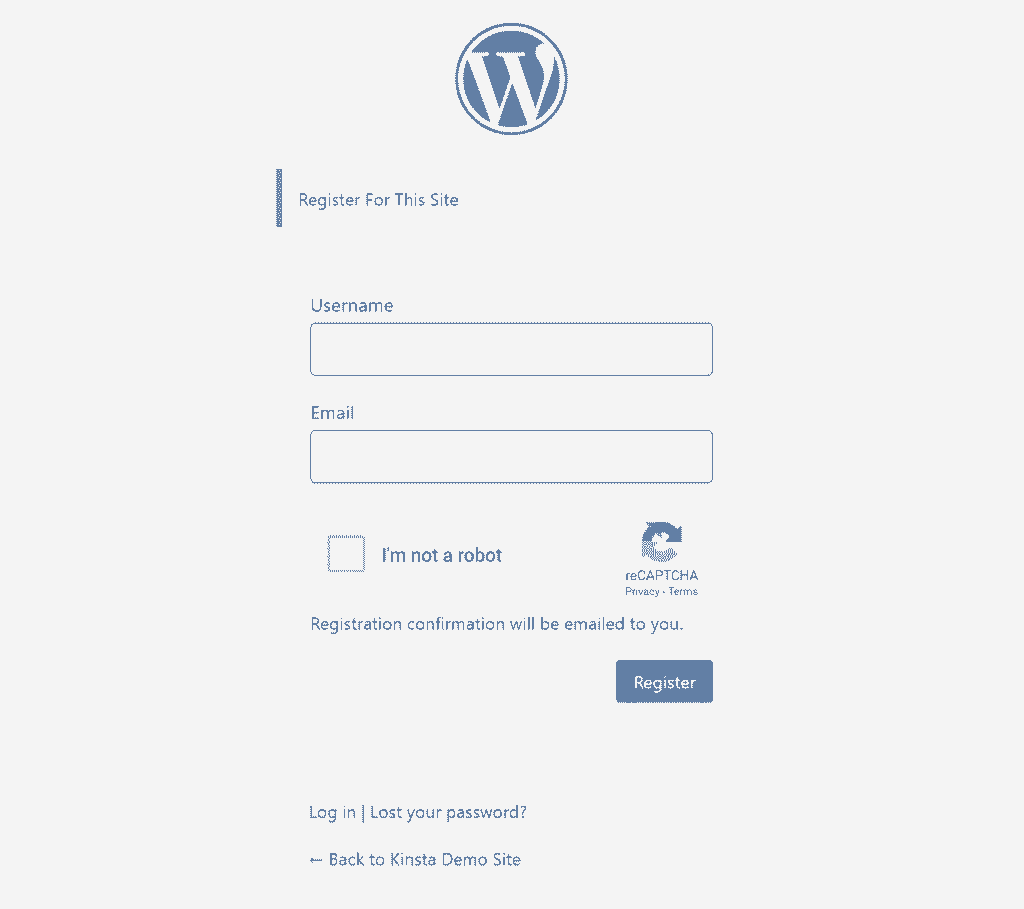 Register For This Site
Username
Email
I'm not a robot
reCAPTCHA
Privacy - Terms
Registration confirmation will be emailed to you.
Register
Log in | Lost your password?
← Back to Kinsta Demo Site